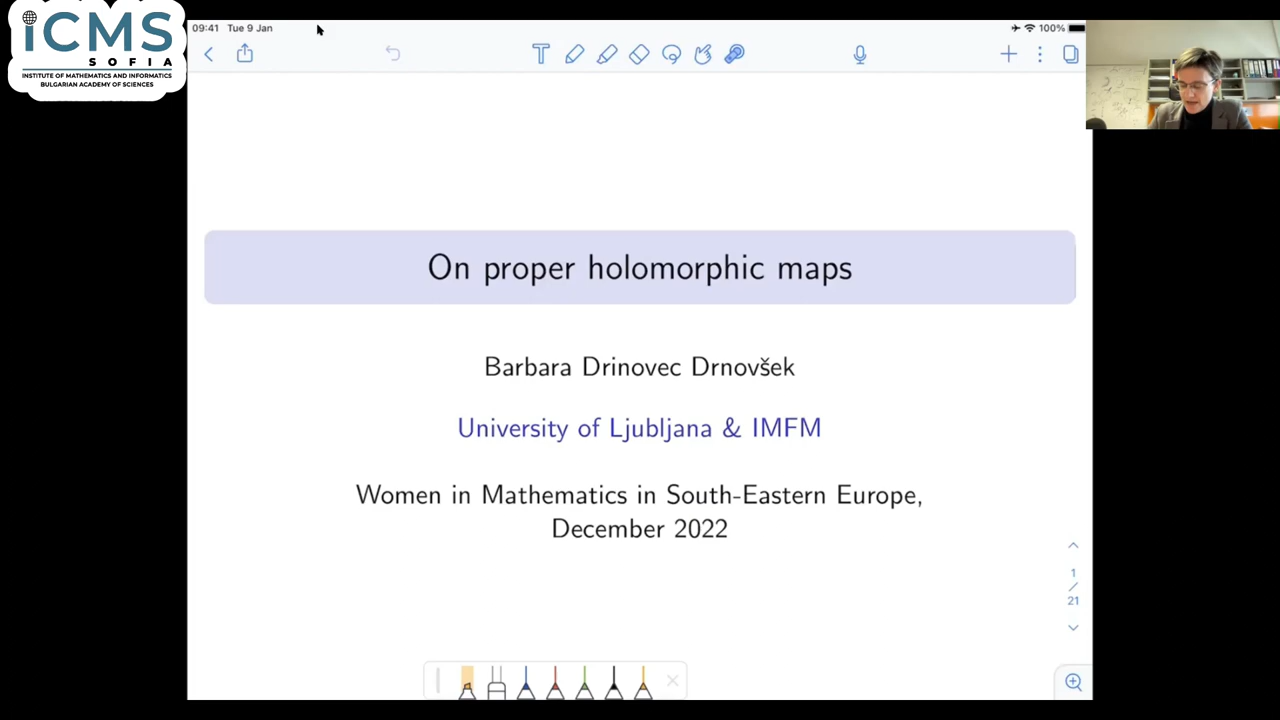 iCMS
SOFIA
INSTITUTE OF MATHEMATICS AND INFORMATICS
BULGARIAN ACADEMY OF SCIENCES
09:41 Tue 9 Jan
100%
On proper holomorphic maps
Barbara Drinovec Drnovšek
University of Ljubljana & IMFM
Women in Mathematics in South-Eastern Europe,
December 2022
1
/
21